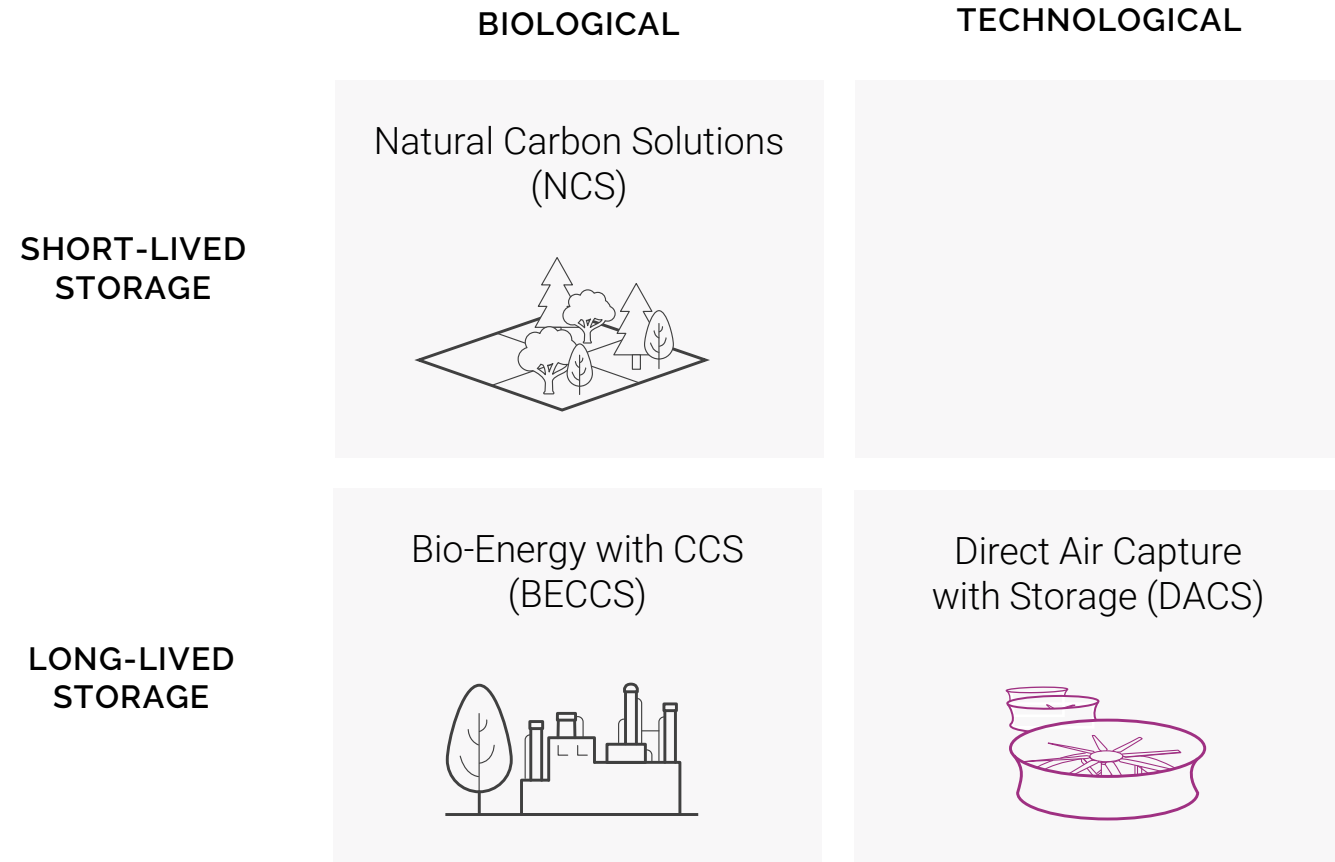 BIOLOGICAL
TECHNOLOGICAL
Natural Carbon Solutions
(NCS)
SHORT-LIVED
STORAGE
Bio-Energy with CCS
(BECCS)
Direct Air Capture
with Storage (DACS)
LONG-LIVED
STORAGE